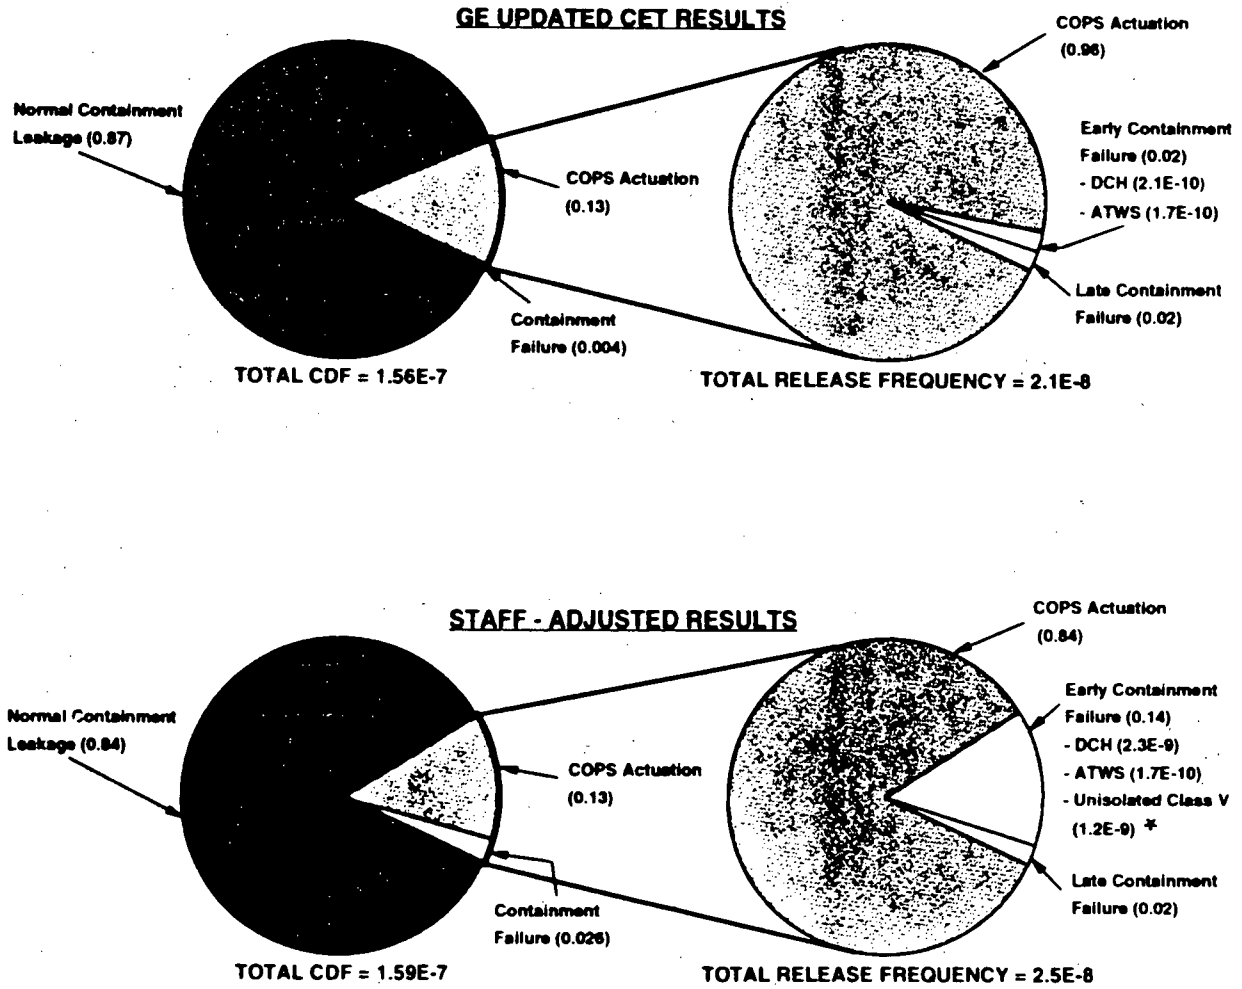 GE UPDATED CET RESULTS
COPS Actuation
(0.96)
Normal Containment
Leakage (0.87)
Early Containment
Failure (0.02)
- DCH (2.1E-10)
- ATWS (1.7E-10)
COPS Actuation
(0.13)
Late Containment
Failure (0.02)
Containment
Failure (0.004)
TOTAL CDF = 1.56E-7
TOTAL RELEASE FREQUENCY = 2.1E-8
STAFF - ADJUSTED RESULTS
COPS Actuation
(0.84)
Normal Containment
Leakage (0.84)
Early Containment
Failure (0.14)
- DCH (2.3E-9)
- ATWS (1.7E-10)
- Unisolated Class V
(1.2E-9) *
COPS Actuation
(0.13)
Late Containment
Failure (0.02)
Containment
Failure (0.026)
TOTAL CDF = 1.59E-7
TOTAL RELEASE FREQUENCY = 2.5E-8